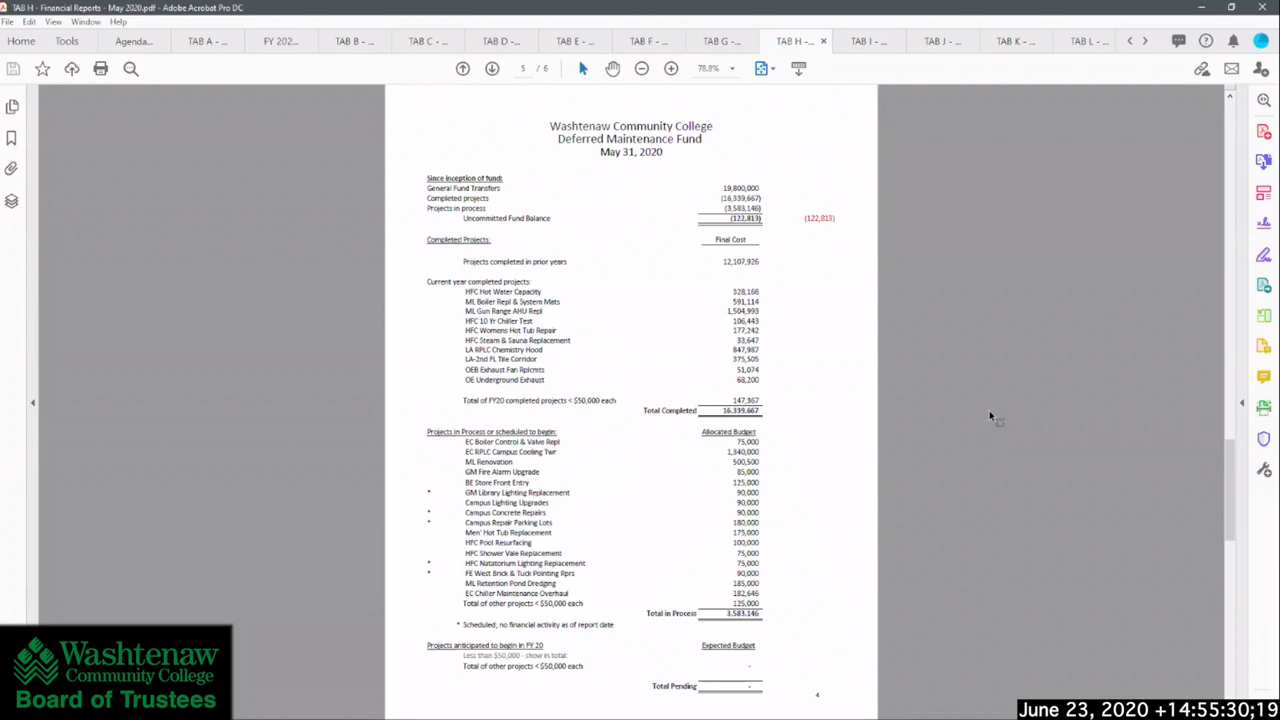 TAB H - Financial Reports - May 2020.pdf - Adobe Acrobat Pro DC
File Edit View Window Help
Home Tools Agenda... TAB A - ... FY 202... TAB B - ... TAB C - ... TAB D-... TAB E - ... TAB F - ... TAB G -... TAB H -... × TAB I - ... TAB J - ... TAB K - ... TAB L - ...
5 / 6 78.8%
Washtenaw Community College
Deferred Maintenance Fund
May 31, 2020
Since inception of fund:
General Fund Transfers 19,800,000
Completed projects (16,339,667)
Projects in process (3,583,146)
Uncommitted Fund Balance (122,813) (122,813)
Completed Projects: Final Cost
Projects completed in prior years 12,107,926
Current year completed projects:
HFC Hot Water Capacity 328,168
ML Boiler Repl & System Mats 591,114
ML Gun Range AHU Repl 1,504,993
HFC 10 Yr Chiller Test 106,443
HFC Womens Hot Tub Repair 177,242
HFC Steam & Sauna Replacement 33,647
LA RPLC Chemistry Hood 847,987
LA-2nd FL Tile Corridor 375,505
OEB Exhaust Fan Rplcmts 51,074
OE Underground Exhaust 68,200
Total of FY20 completed projects < $50,000 each 147,367
Total Completed 16,339,667
Projects in Process or scheduled to begin: Allocated Budget
EC Boiler Control & Valve Repl 75,000
EC RPLC Campus Cooling Twr 1,340,000
ML Renovation 500,500
GM Fire Alarm Upgrade 85,000
BE Store Front Entry 125,000
* GM Library Lighting Replacement 90,000
Campus Lighting Upgrades 90,000
* Campus Concrete Repairs 90,000
* Campus Repair Parking Lots 180,000
Men' Hot Tub Replacement 175,000
HFC Pool Resurfacing 100,000
HFC Shower Vale Replacement 75,000
* HFC Natatorium Lighting Replacement 75,000
* FE West Brick & Tuck Pointing Rprs 90,000
ML Retention Pond Dredging 185,000
EC Chiller Maintenance Overhaul 182,646
Total of other projects < $50,000 each 125,000
Total in Process 3,583,146
* Scheduled; no financial activity as of report date
Projects anticipated to begin in FY 20 Expected Budget
Less than $50,000 - show in total:
Total of other projects < $50,000 each -
Total Pending -
4
Washtenaw
Community College
Board of Trustees
June 23, 2020 +14:55:30;19